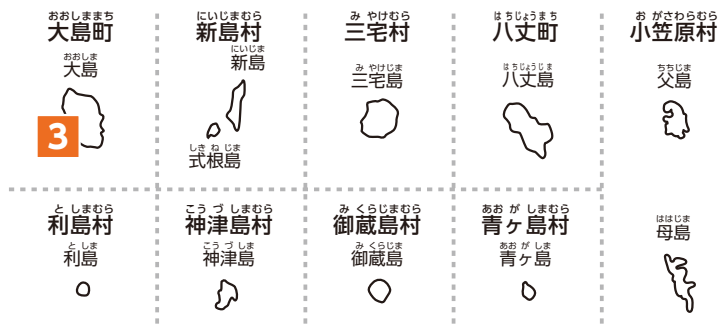 おおしままち
大島町
おおしま
大島
3
にいじまむら
新島村
にいじま
新島
しきねじま
式根島
みやけむら
三宅村
みやけじま
三宅島
はちじょうまち
八丈町
はちじょうじま
八丈島
おがさわらむら
小笠原村
ちちじま
父島
としまむら
利島村
としま
利島
こうづしまむら
神津島村
こうづしま
神津島
みくらじまむら
御蔵島村
みくらじま
御蔵島
あおがしまむら
青ヶ島村
あおがしま
青ヶ島
ははじま
母島